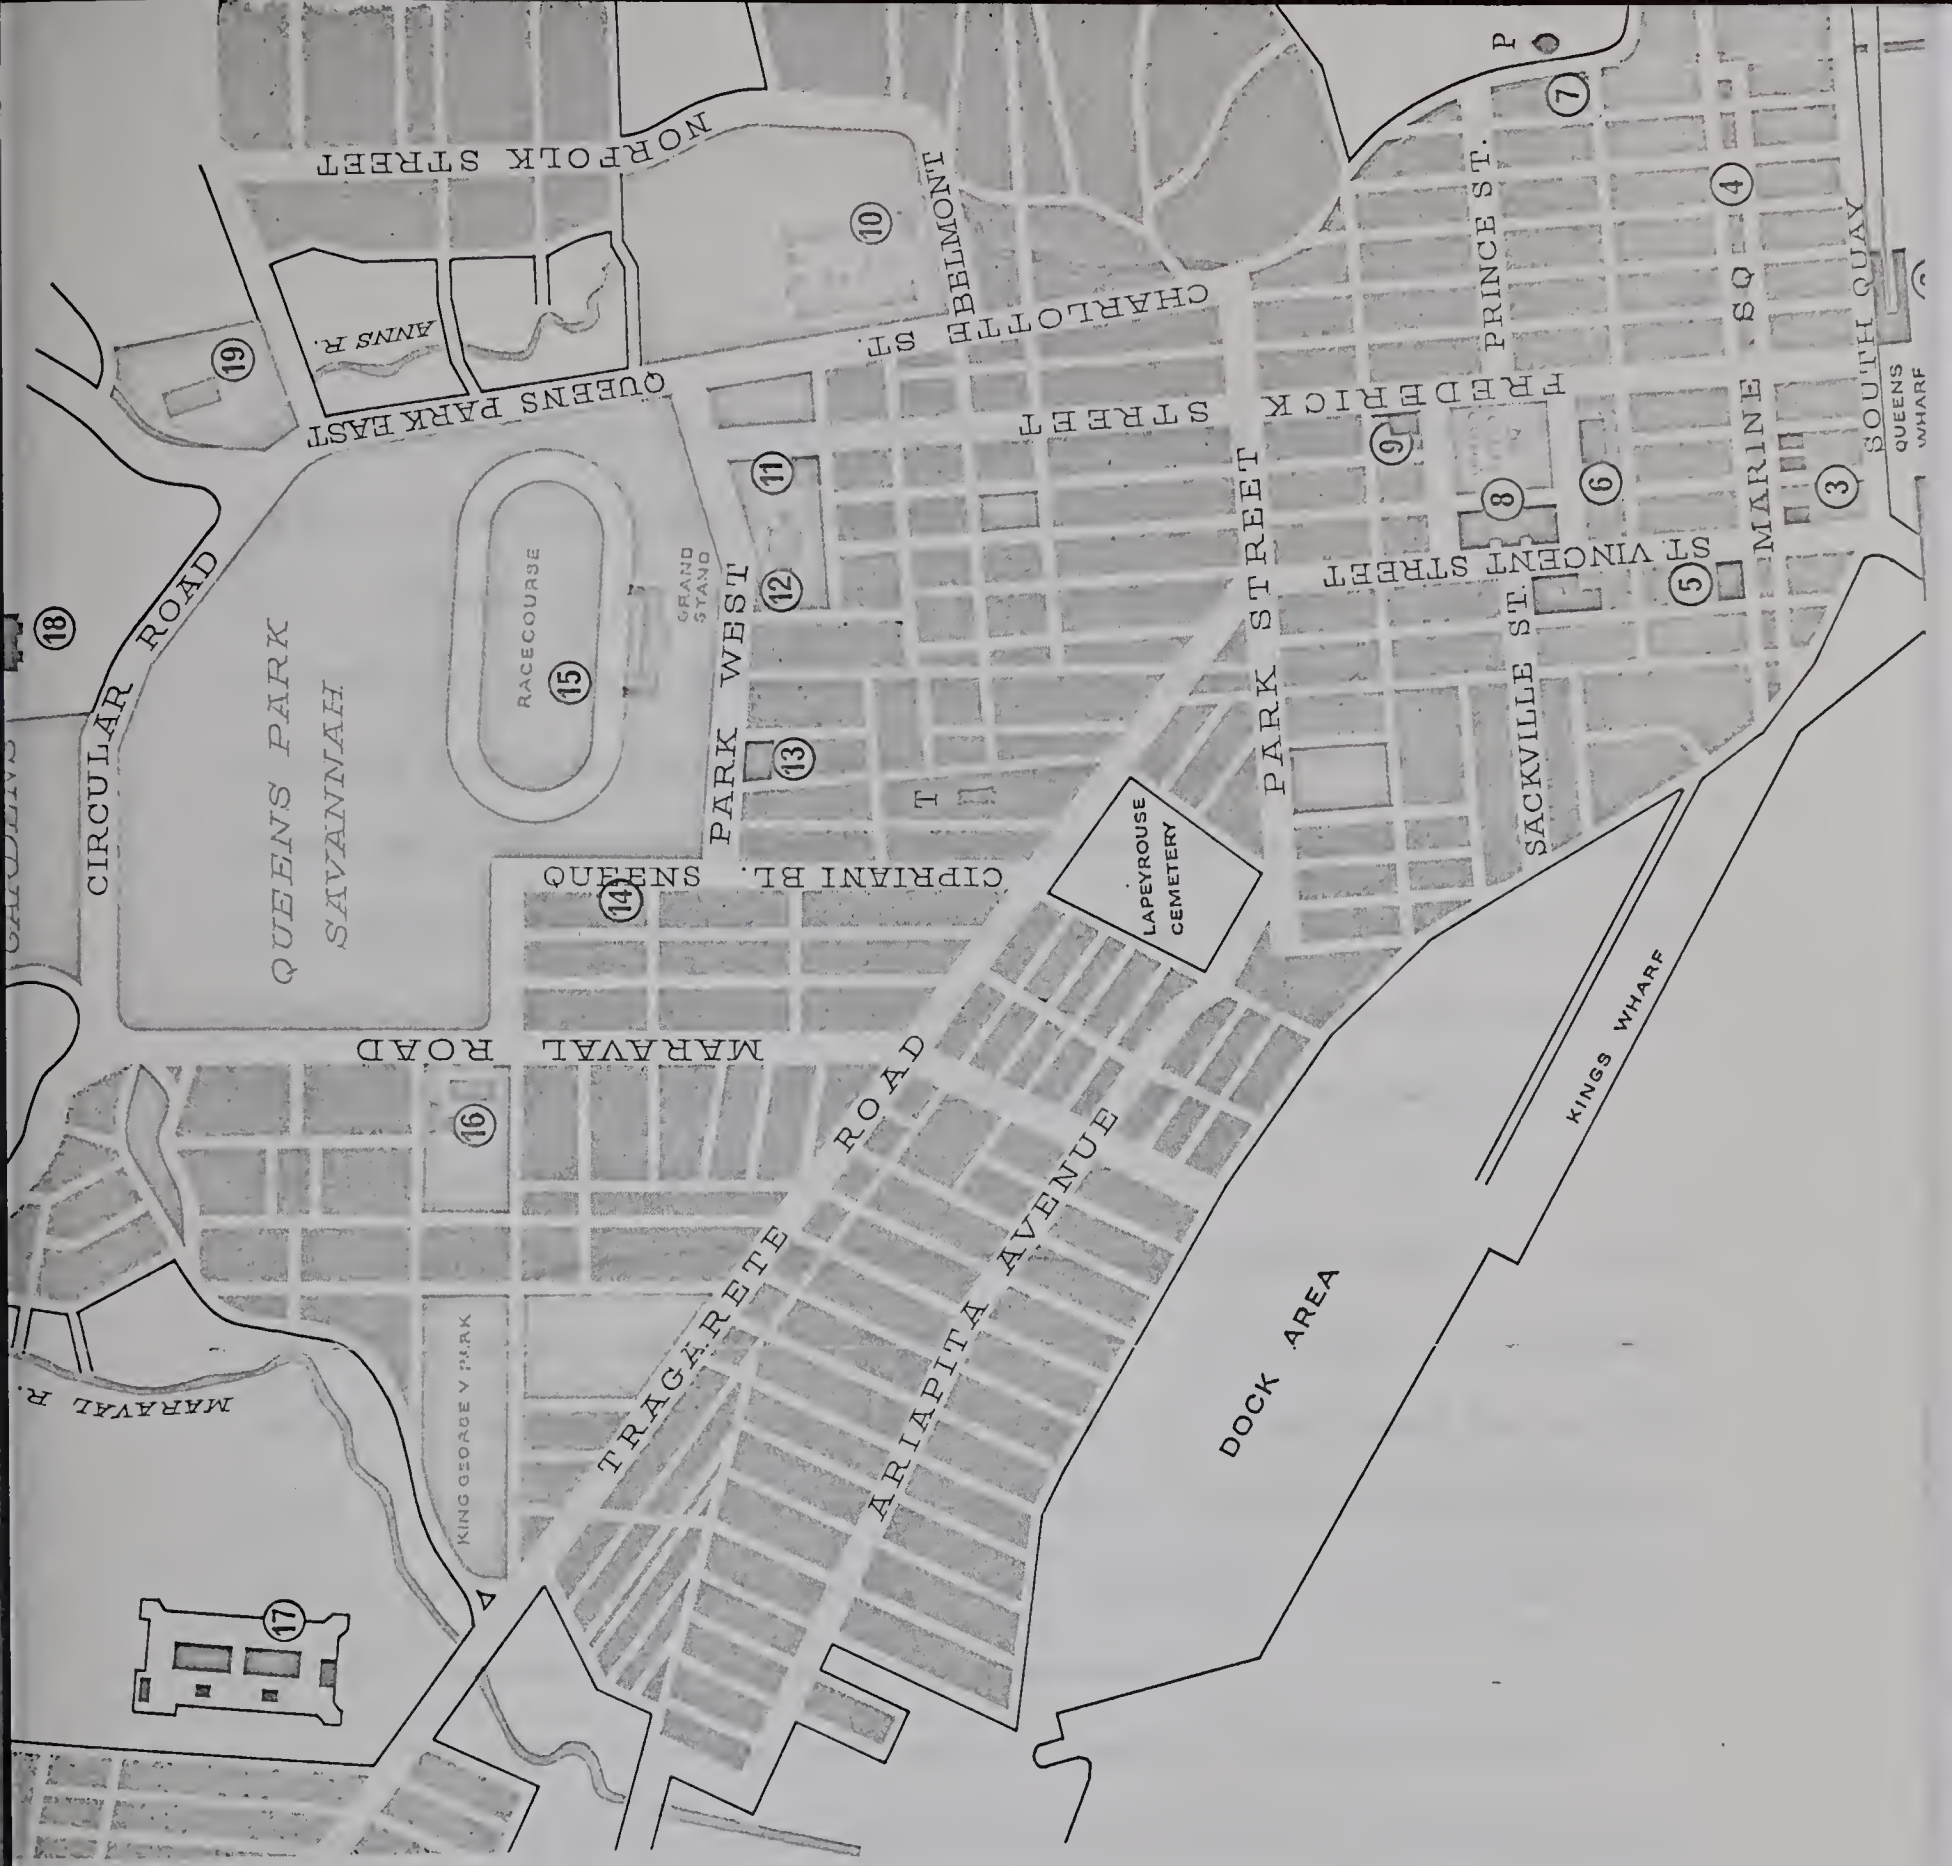 NORFOLK STREET
BELMONT
10
P
7
PRINCE ST.
4
19
ANNS R.
QUEENS PARK EAST
CHARLOTTE ST.
FREDERICK STREET
MARINE SQ
SOUTH QUAY
QUEENS
WHARF
18
CIRCULAR ROAD
QUEENS PARK
SAVANNAH
RACECOURSE
15
GRAND
STAND
11
12
13
QUEENS PARK WEST
PARK STREET
9
8
6
ST. VINCENT STREET
5
3
SACKVILLE ST.
T
CIPRIANI BL.
14
LAPEYROUSE
CEMETERY
GARDENS
MARAVAL ROAD
16
TRAGARETE ROAD
ARIAPITA AVENUE
KINGS WHARF
DOCK AREA
KING GEORGE V PARK
MARAVAL R.
17